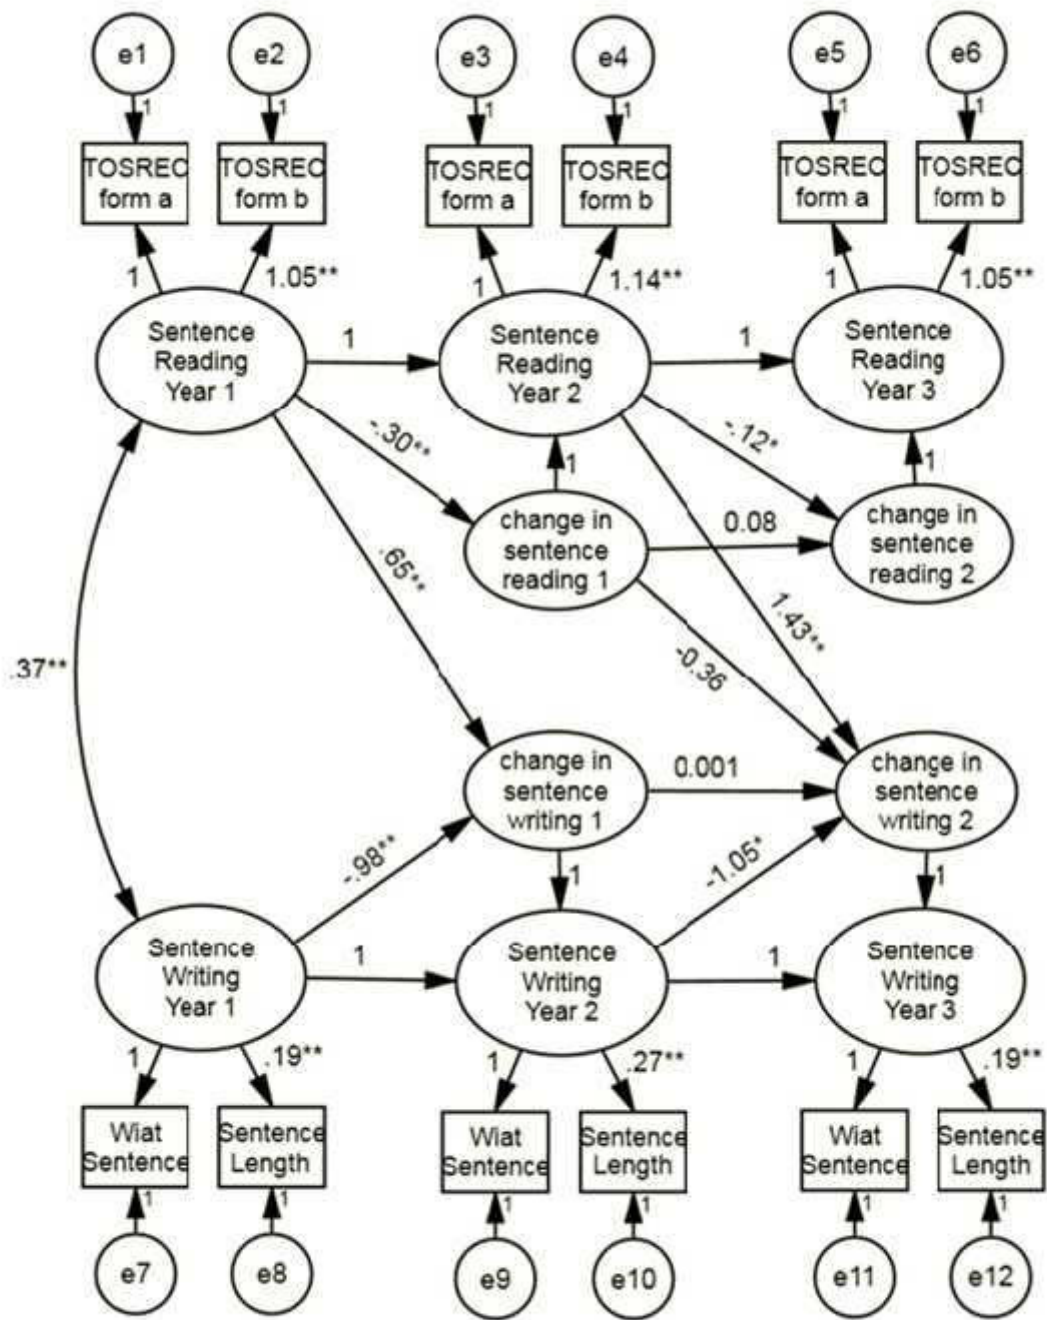 e1
e2
e3
e4
e5
e6
1
1
1
1
1
1
TOSREC
form a
TOSREC
form b
TOSREC
form a
TOSREC
form b
TOSREC
form a
TOSREC
form b
1
1.05**
1
1.14**
1
1.05**
Sentence
Reading
Year 1
1
Sentence
Reading
Year 2
1
Sentence
Reading
Year 3
-.30**
-.12*
1
1
change in
sentence
reading 1
0.08
change in
sentence
reading 2
.65**
1.43**
-0.36
.37**
change in
sentence
writing 1
0.001
change in
sentence
writing 2
-.98**
-1.05*
1
1
Sentence
Writing
Year 1
1
Sentence
Writing
Year 2
1
Sentence
Writing
Year 3
1
.19**
1
.27**
1
.19**
Wiat
Sentence
Sentence
Length
Wiat
Sentence
Sentence
Length
Wiat
Sentence
Sentence
Length
1
1
1
1
1
1
e7
e8
e9
e10
e11
e12